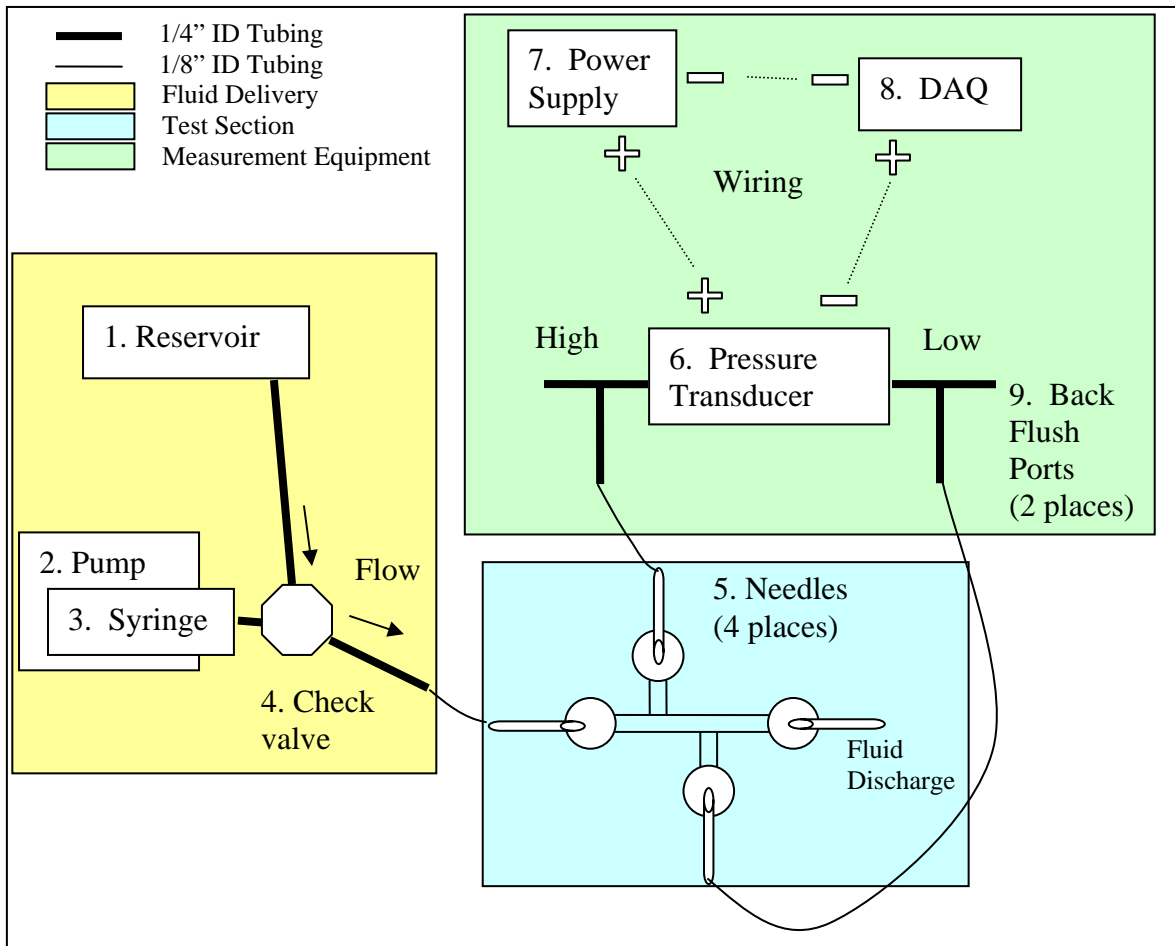 1/4” ID Tubing
1/8” ID Tubing
Fluid Delivery
Test Section
Measurement Equipment
7. Power
Supply
8. DAQ
Wiring
High
Low
6. Pressure
Transducer
9. Back
Flush
Ports
(2 places)
1. Reservoir
Flow
2. Pump
3. Syringe
4. Check
valve
5. Needles
(4 places)
Fluid
Discharge